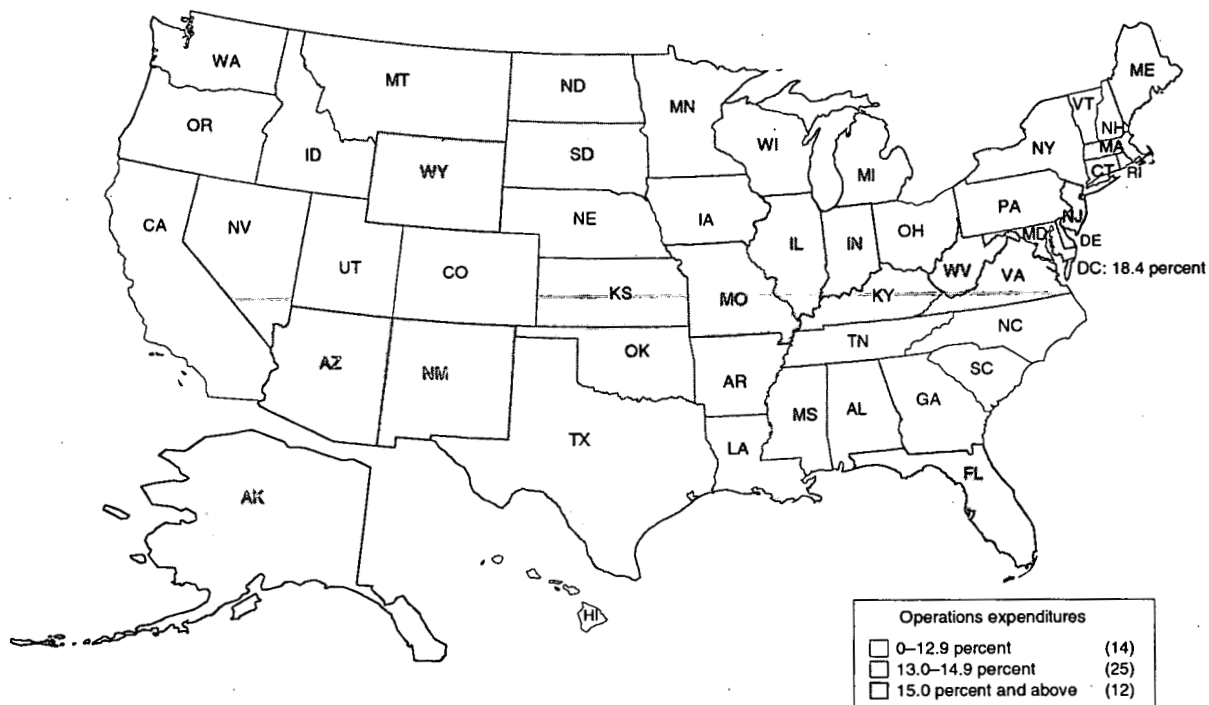 WA
MT
ND
MN
ME
VT
NH
OR
ID
WY
SD
WI
MI
NY
MA
CT
RI
CA
NV
UT
CO
NE
IA
IL
IN
OH
PA
NJ
MD
DE
DC: 18.4 percent
WV
VA
KS
MO
KY
NC
TN
AZ
NM
OK
AR
SC
TX
LA
MS
AL
GA
FL
AK
HI
Operations expenditures
0–12.9 percent (14)
13.0–14.9 percent (25)
15.0 percent and above (12)